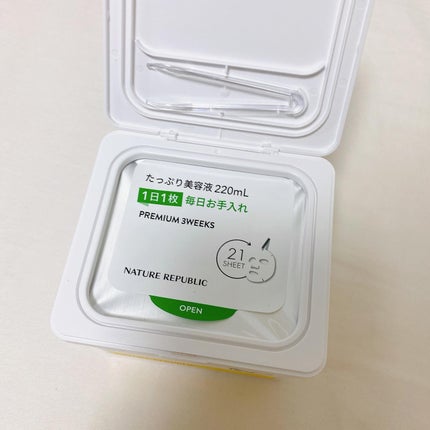 たっぷり美容液 220mL
1日1枚 毎日お手入れ
PREMIUM 3WEEKS
21
SHEET
NATURE REPUBLIC
OPEN